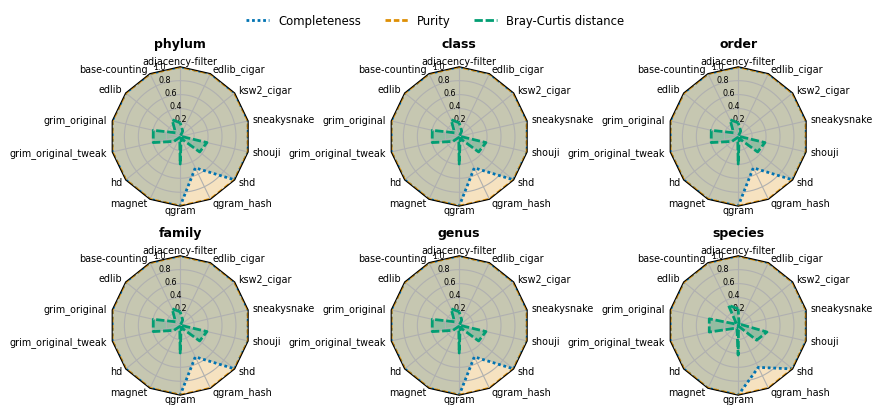 Completeness Purity Bray-Curtis distance
phylum
adjacency-filter
base-counting 1.0 edlib_cigar
0.8
edlib ksw2_cigar
0.6
0.4
grim_original 0.2 sneakysnake
grim_original_tweak shouji
hd shd
magnet qgram_hash
qgram
class
adjacency-filter
base-counting 1.0 edlib_cigar
0.8
edlib ksw2_cigar
0.6
0.4
grim_original 0.2 sneakysnake
grim_original_tweak shouji
hd shd
magnet qgram_hash
qgram
order
adjacency-filter
base-counting 1.0 edlib_cigar
0.8
edlib ksw2_cigar
0.6
0.4
grim_original 0.2 sneakysnake
grim_original_tweak shouji
hd shd
magnet qgram_hash
qgram
family
adjacency-filter
base-counting 1.0 edlib_cigar
0.8
edlib ksw2_cigar
0.6
0.4
grim_original 0.2 sneakysnake
grim_original_tweak shouji
hd shd
magnet qgram_hash
qgram
genus
adjacency-filter
base-counting 1.0 edlib_cigar
0.8
edlib ksw2_cigar
0.6
0.4
grim_original 0.2 sneakysnake
grim_original_tweak shouji
hd shd
magnet qgram_hash
qgram
species
adjacency-filter
base-counting 1.0 edlib_cigar
0.8
edlib ksw2_cigar
0.6
0.4
grim_original 0.2 sneakysnake
grim_original_tweak shouji
hd shd
magnet qgram_hash
qgram